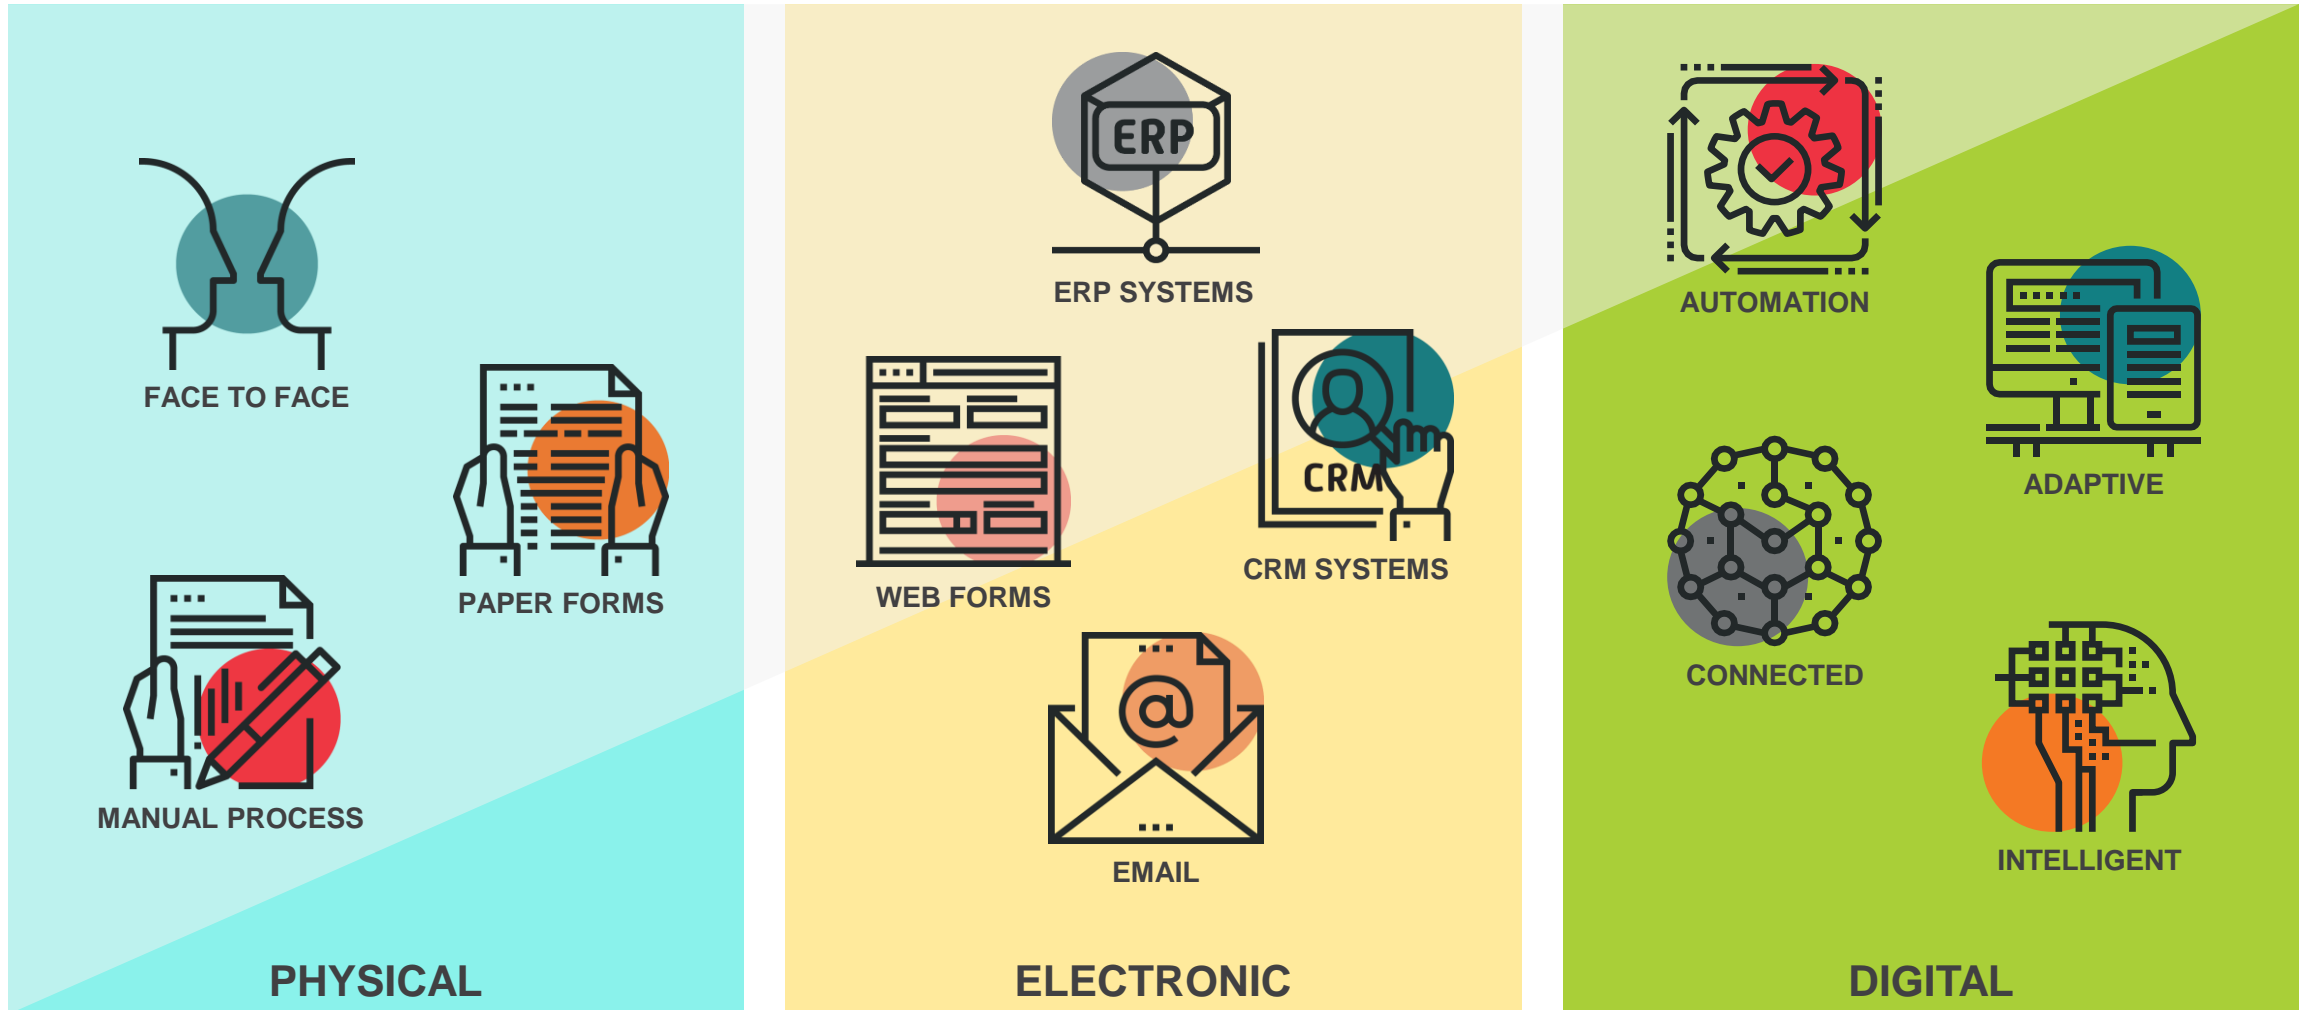 FACE TO FACE
PAPER FORMS
MANUAL PROCESS
PHYSICAL
ERP
ERP SYSTEMS
WEB FORMS
CRM
CRM SYSTEMS
@
EMAIL
ELECTRONIC
AUTOMATION
ADAPTIVE
CONNECTED
INTELLIGENT
DIGITAL